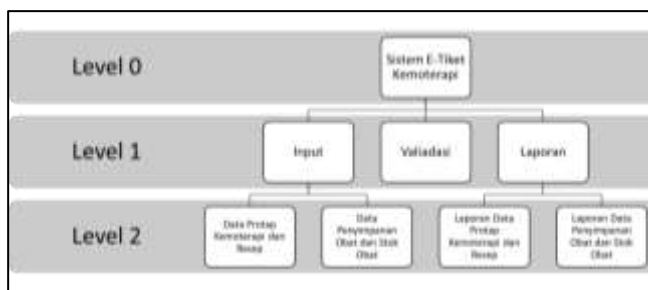 Level 0
Sistem E-Tiket
Kemoterapi
Level 1
Input
Valiadasi
Laporan
Level 2
Data Protap
Kemoterapi dan
Resep
Data
Penyimpanan
Obat dan Stok
Obat
Laporan Data
Protap
Kemoterapi dan
Resep
Laporan Data
Penyimpanan
Obat dan Stok
Obat